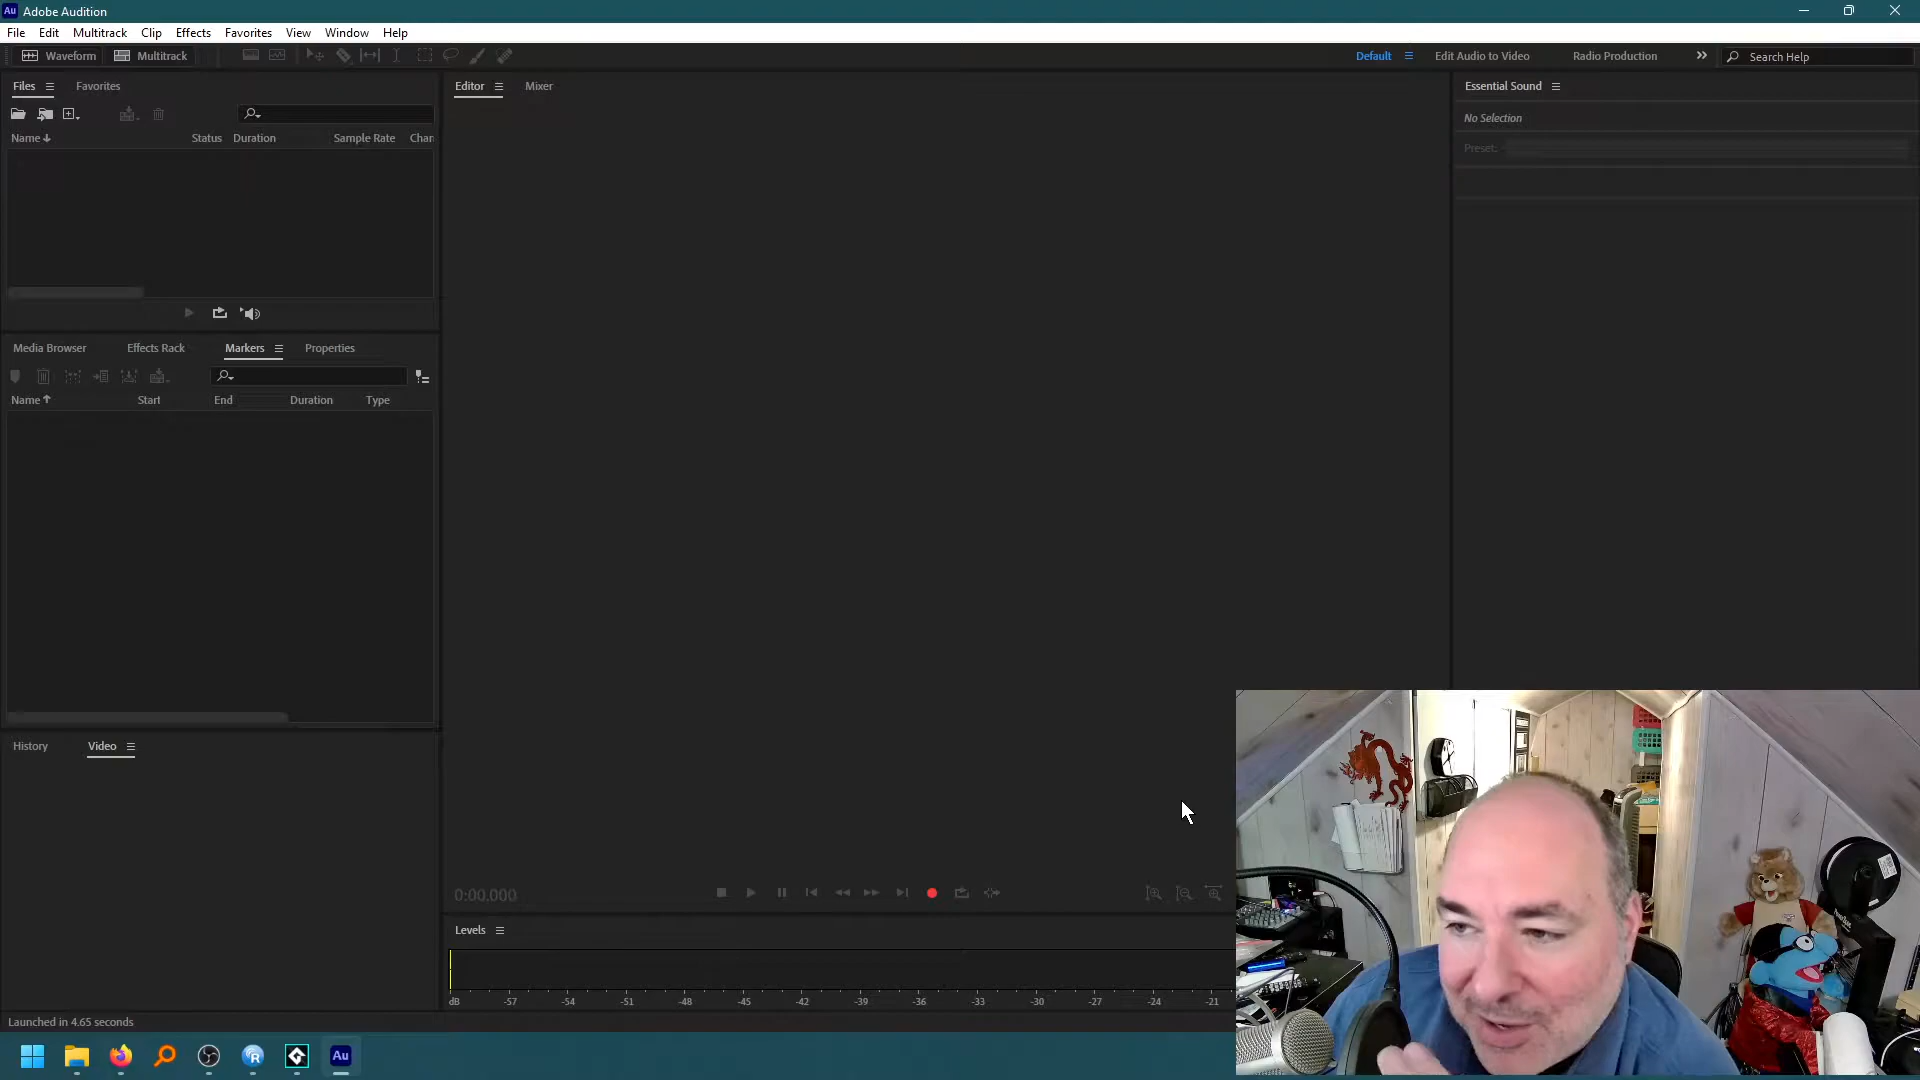 Au Adobe Audition
File Edit Multitrack Clip Effects Favorites View Window Help
Waveform Multitrack Default Edit Audio to Video Radio Production Search Help
Files Favorites
Name Status Duration Sample Rate Chan
Media Browser Effects Rack Markers Properties
Name Start End Duration Type
History Video
Editor Mixer
0:00.000
Levels
dB -57 -54 -51 -48 -45 -42 -39 -36 -33 -30 -27 -24 -21
Essential Sound
No Selection
Preset:
Launched in 4.65 seconds
R Au